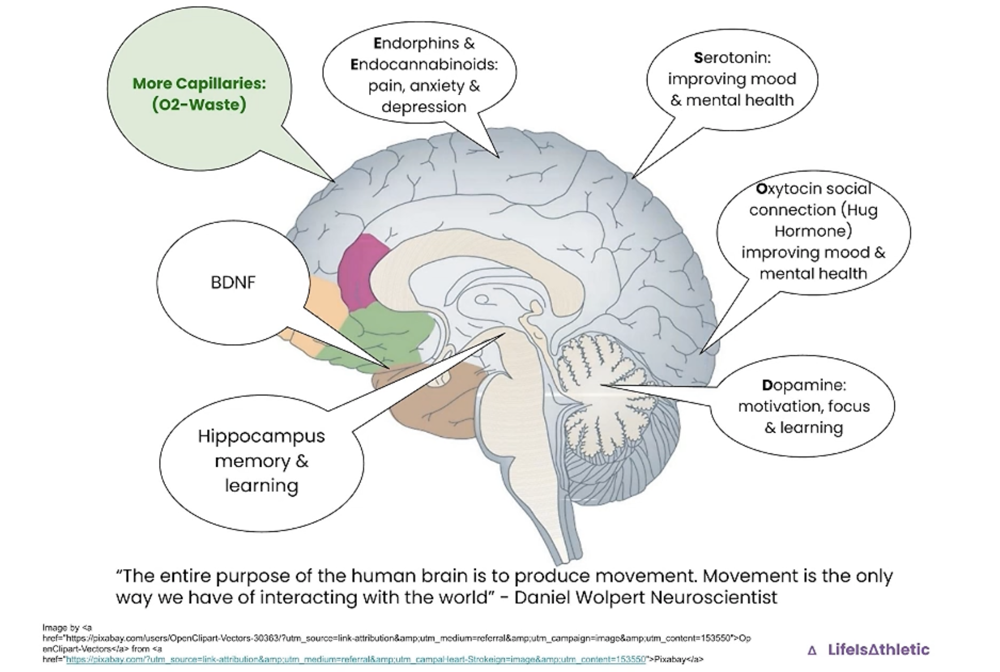 More Capillaries:
(O2-Waste)
Endorphins &
Endocannabinoids:
pain, anxiety &
depression
Serotonin:
improving mood
& mental health
Oxytocin social
connection (Hug
Hormone)
improving mood &
mental health
BDNF
Dopamine:
motivation, focus
& learning
Hippocampus
memory &
learning
“The entire purpose of the human brain is to produce movement. Movement is the only
way we have of interacting with the world” - Daniel Wolpert Neuroscientist
Image by <a
href="https://pixabay.com/users/OpenClipart-Vectors-30363/?utm_source=link-attribution&amp;utm_medium=referral&amp;utm_campaign=image&amp;utm_content=153550">Op
enClipart-Vectors</a> from <a
href="https://pixabay.com/?utm_source=link-attribution&amp;utm_medium=referral&amp;utm_campaHeart-Strokeign=image&amp;utm_content=153550">Pixabay</a>
Δ LifeIsΔthletic